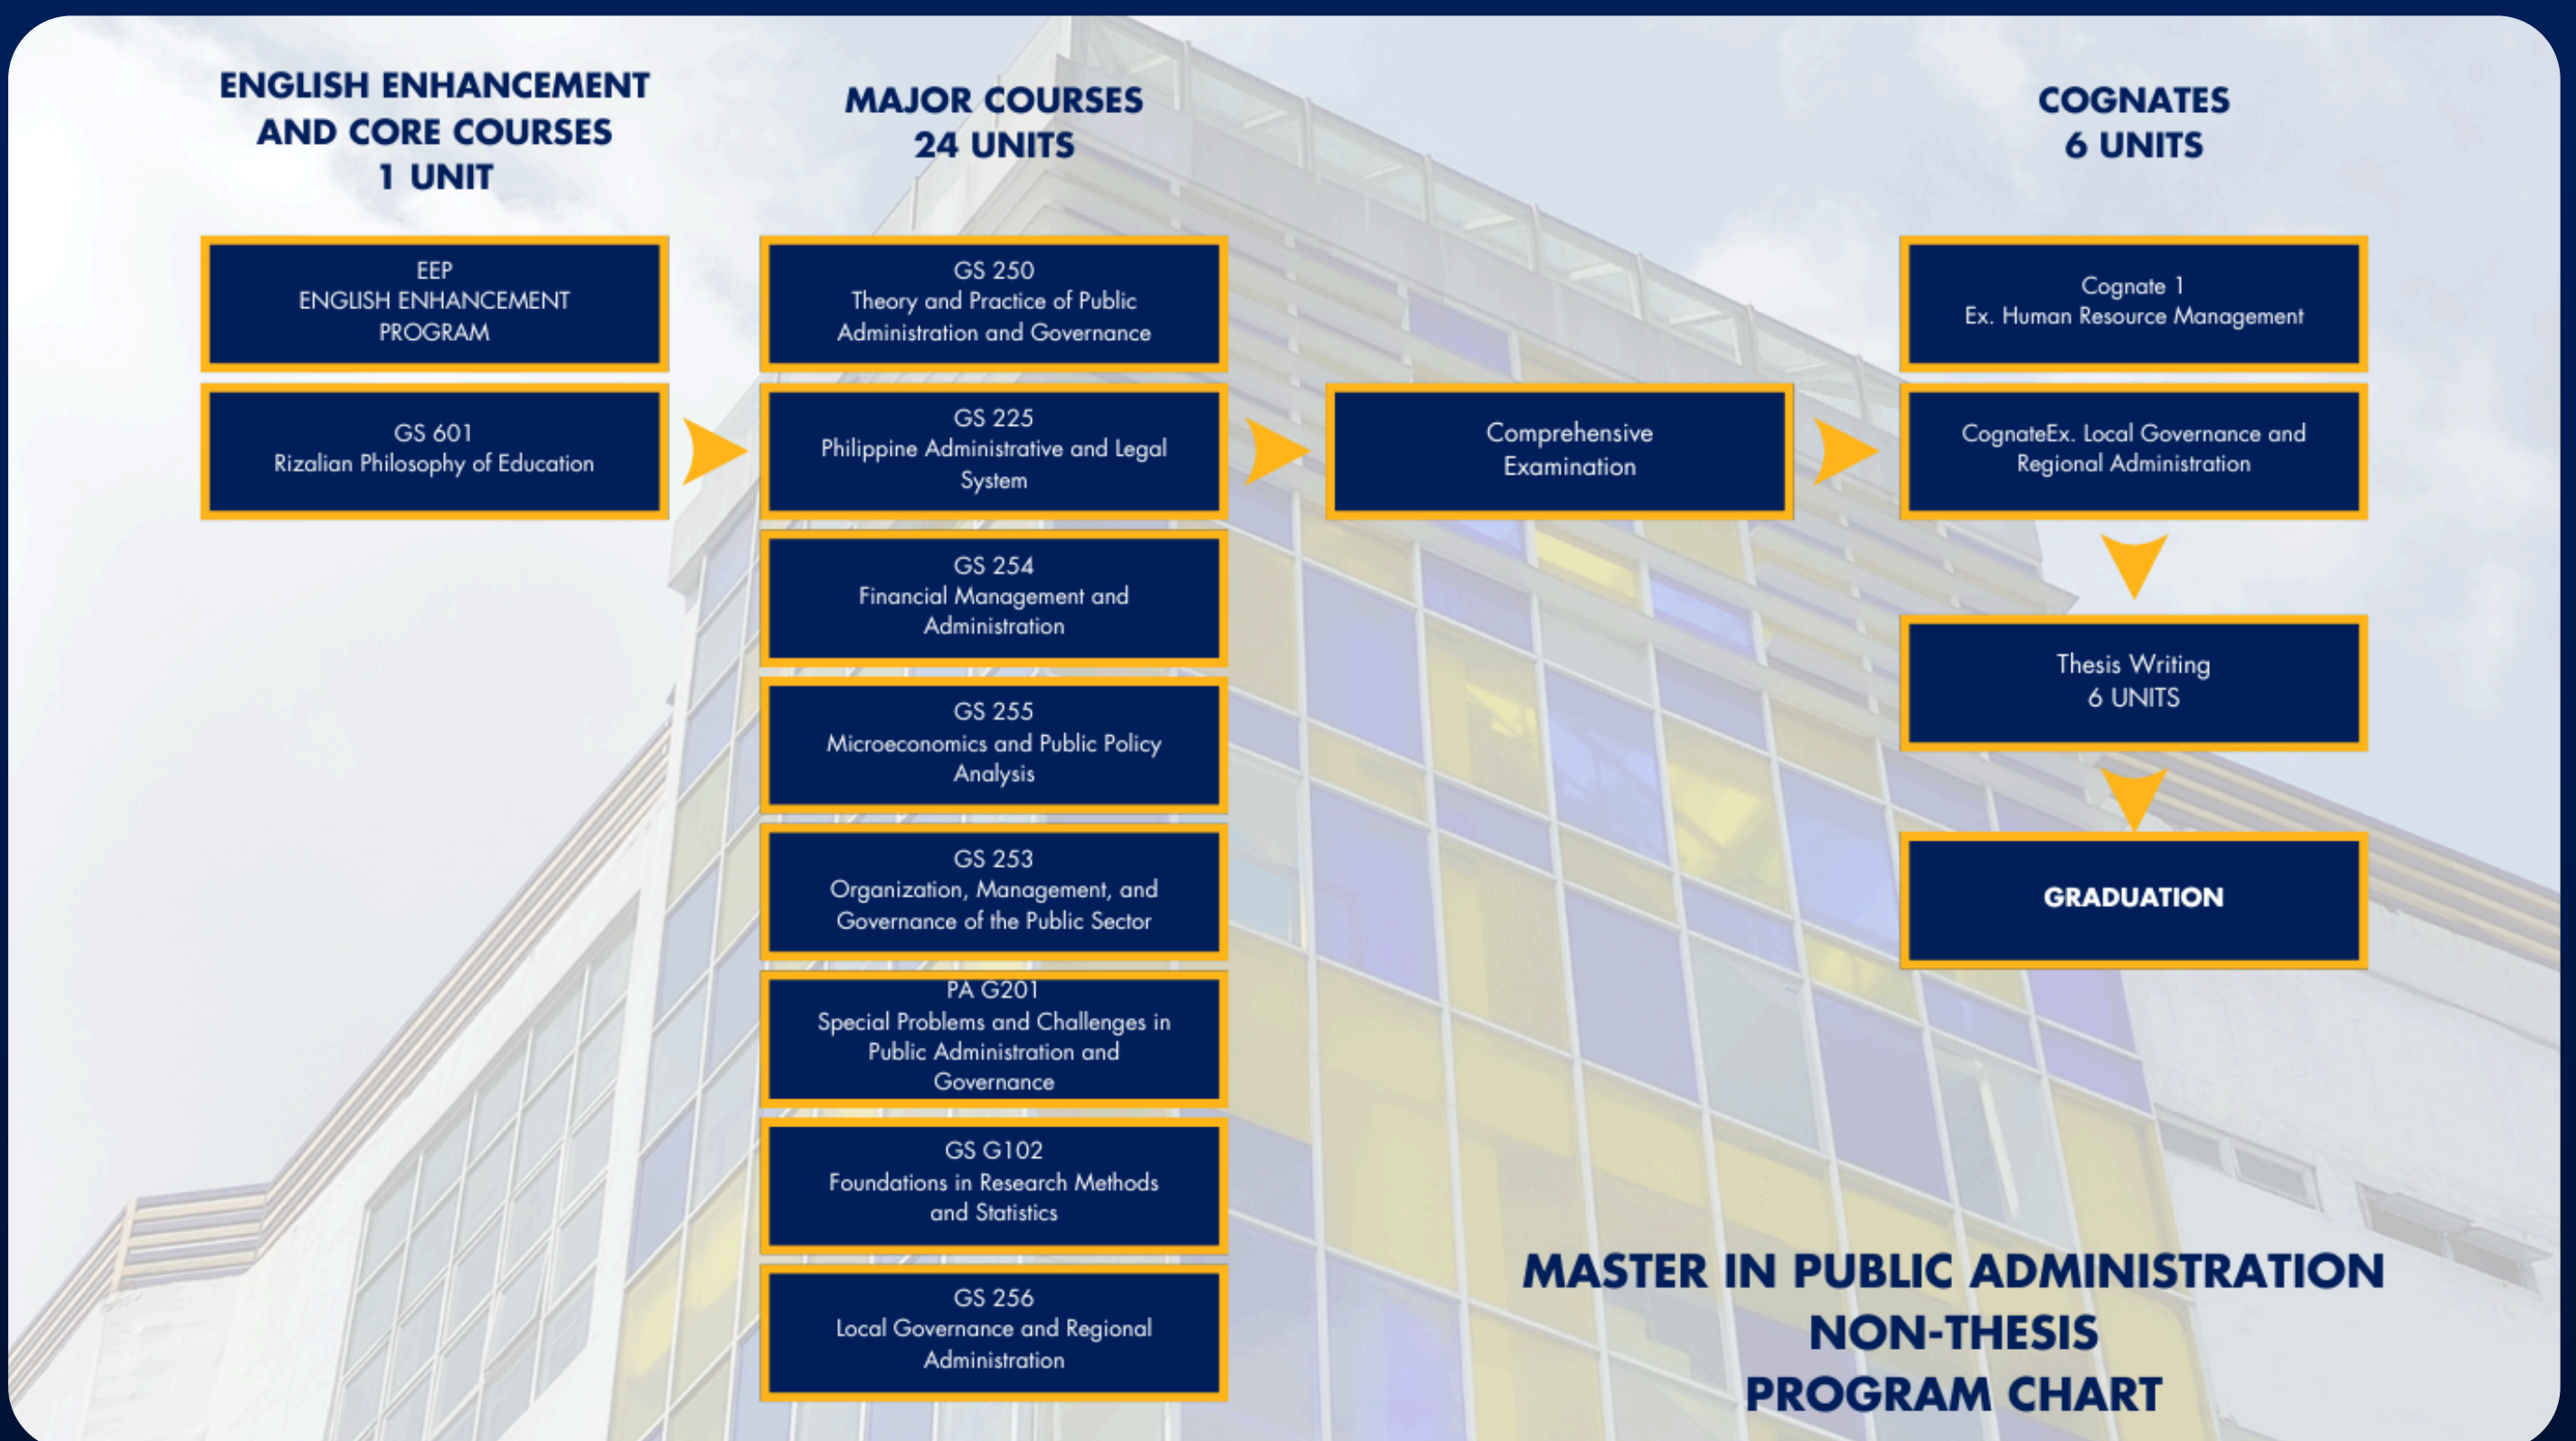 ENGLISH ENHANCEMENT
AND CORE COURSES
1 UNIT
EEP
ENGLISH ENHANCEMENT
PROGRAM
GS 601
Rizalian Philosophy of Education
MAJOR COURSES
24 UNITS
GS 250
Theory and Practice of Public
Administration and Governance
GS 225
Philippine Administrative and Legal
System
GS 254
Financial Management and
Administration
GS 255
Microeconomics and Public Policy
Analysis
GS 253
Organization, Management, and
Governance of the Public Sector
PA G201
Special Problems and Challenges in
Public Administration and
Governance
GS G102
Foundations in Research Methods
and Statistics
GS 256
Local Governance and Regional
Administration
Comprehensive
Examination
COGNATES
6 UNITS
Cognate 1
Ex. Human Resource Management
CognateEx. Local Governance and
Regional Administration
Thesis Writing
6 UNITS
GRADUATION
MASTER IN PUBLIC ADMINISTRATION
NON-THESIS
PROGRAM CHART